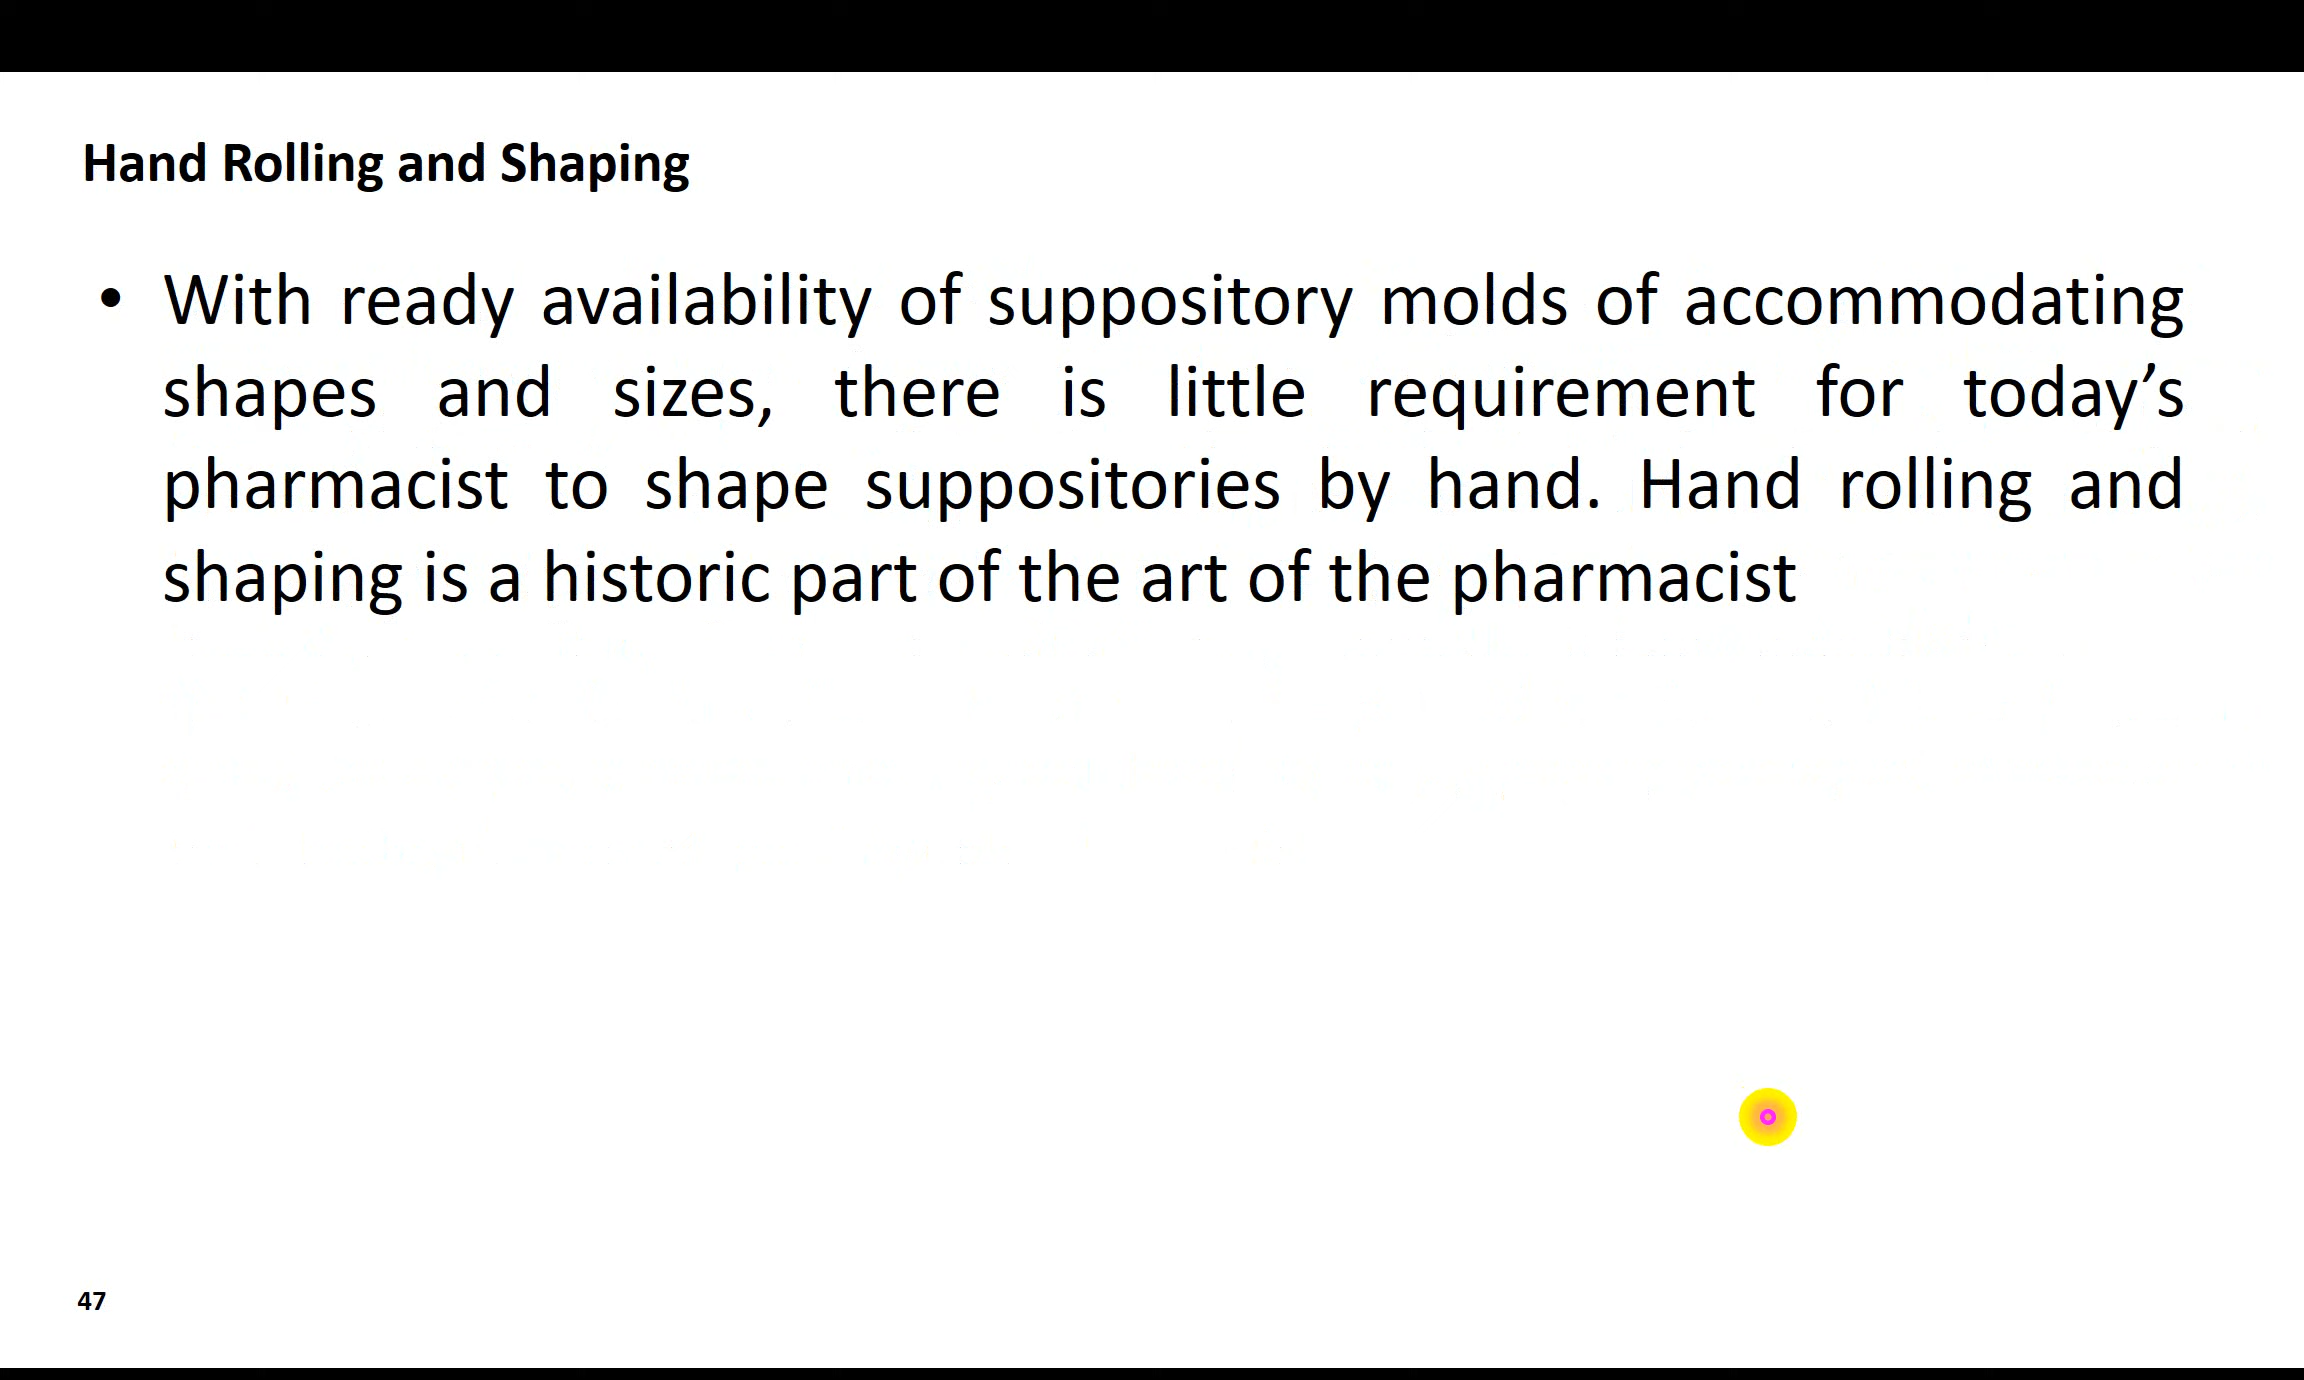 Hand Rolling and Shaping
• With ready availability of suppository molds of accommodating
shapes and sizes, there is little requirement for today’s
pharmacist to shape suppositories by hand. Hand rolling and
shaping is a historic part of the art of the pharmacist
47